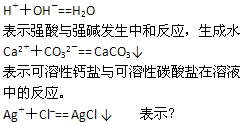 H⁺＋OH⁻==H₂O
表示强酸与强碱发生中和反应，生成水
Ca²⁺＋CO₃²⁻== CaCO₃↓
表示可溶性钙盐与可溶性碳酸盐在溶液
中的反应。
Ag⁺＋Cl⁻== AgCl ↓ 表示?